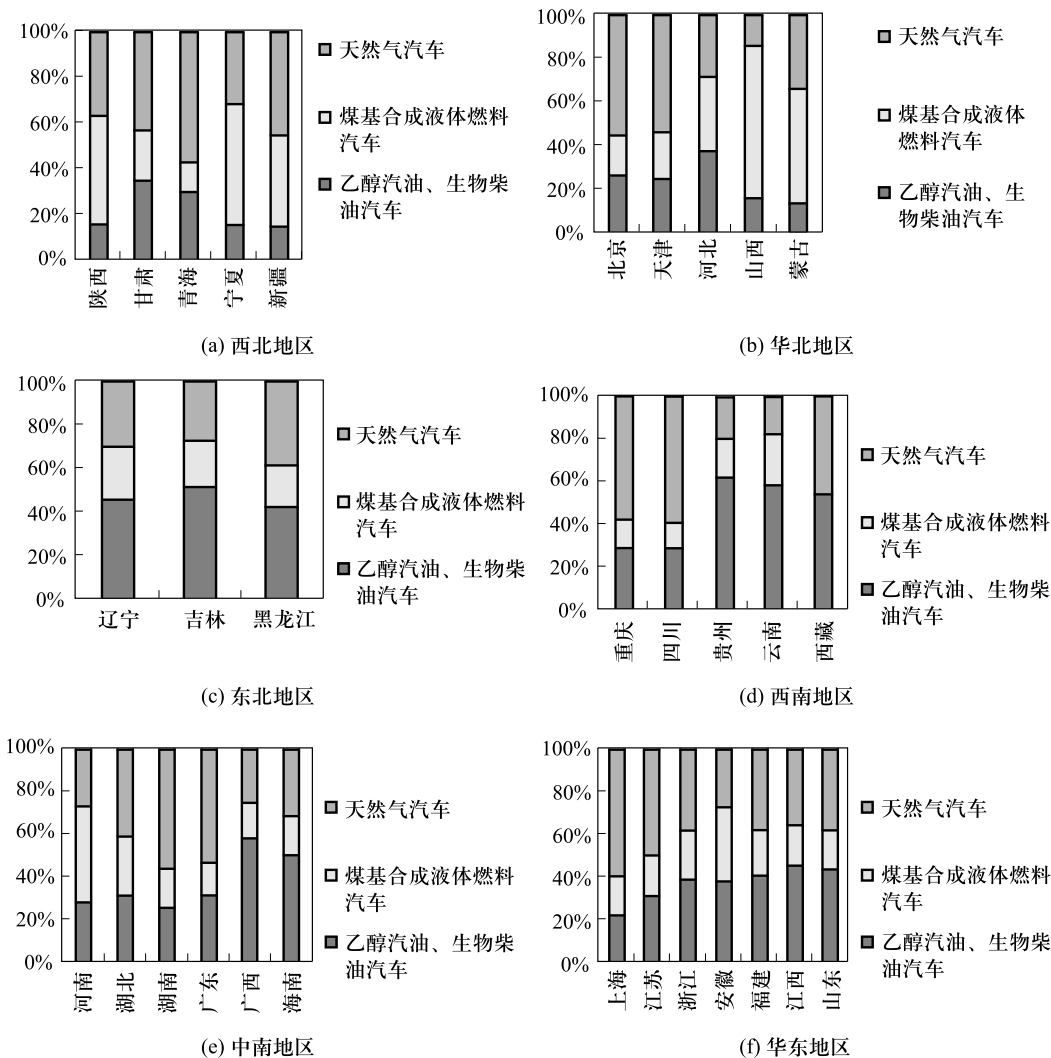 100%
80%
60%
40%
20%
0%
陕西
甘肃
青海
宁夏
新疆
天然气汽车
煤基合成液体燃料
汽车
乙醇汽油、生物柴
油汽车
(a) 西北地区
100%
80%
60%
40%
20%
0%
北京
天津
河北
山西
蒙古
天然气汽车
煤基合成液体
燃料汽车
乙醇汽油、生
物柴油汽车
(b) 华北地区
100%
80%
60%
40%
20%
0%
辽宁
吉林
黑龙江
天然气汽车
煤基合成液体燃料
汽车
乙醇汽油、生物柴
油汽车
(c) 东北地区
100%
80%
60%
40%
20%
0%
重庆
四川
贵州
云南
西藏
天然气汽车
煤基合成液体燃料
汽车
乙醇汽油、生物柴
油汽车
(d) 西南地区
100%
80%
60%
40%
20%
0%
河南
湖北
湖南
广东
广西
海南
天然气汽车
煤基合成液体燃料
汽车
乙醇汽油、生物柴
油汽车
(e) 中南地区
100%
80%
60%
40%
20%
0%
上海
江苏
浙江
安徽
福建
江西
山东
天然气汽车
煤基合成液体燃料
汽车
乙醇汽油、生物柴
油汽车
(f) 华东地区